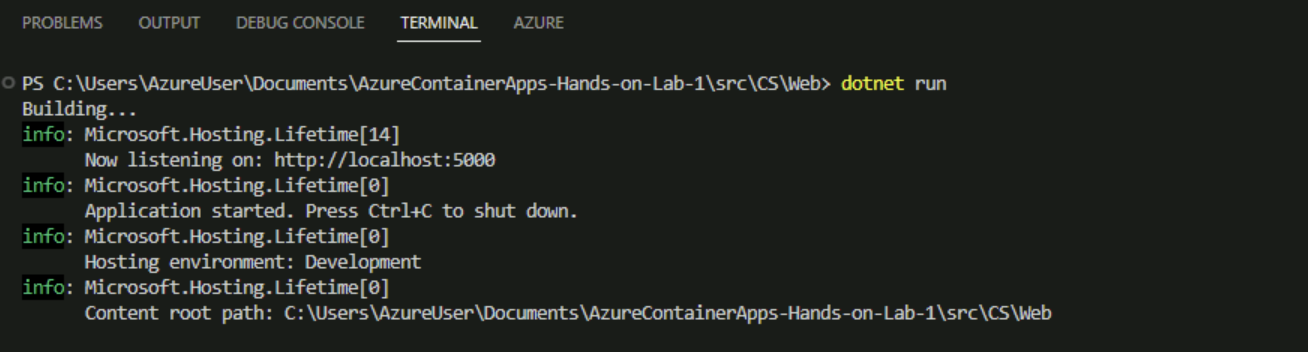 PROBLEMS OUTPUT DEBUG CONSOLE TERMINAL AZURE
PS C:\Users\AzureUser\Documents\AzureContainerApps-Hands-on-Lab-1\src\CS\Web> dotnet run
Building...
info: Microsoft.Hosting.Lifetime[14]
Now listening on: http://localhost:5000
info: Microsoft.Hosting.Lifetime[0]
Application started. Press Ctrl+C to shut down.
info: Microsoft.Hosting.Lifetime[0]
Hosting environment: Development
info: Microsoft.Hosting.Lifetime[0]
Content root path: C:\Users\AzureUser\Documents\AzureContainerApps-Hands-on-Lab-1\src\CS\Web